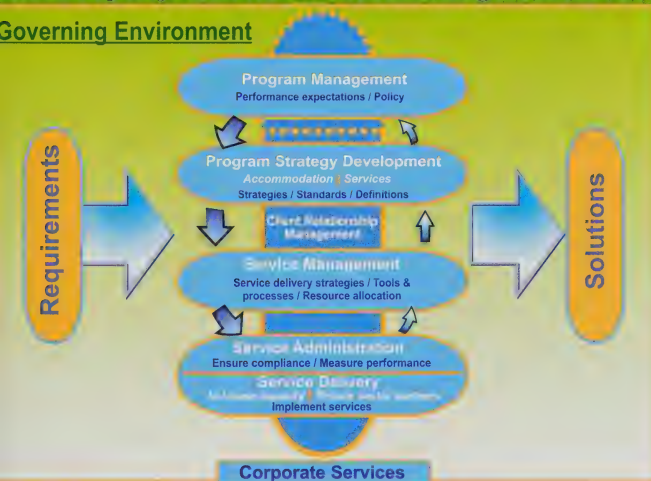 Governing Environment
Program Management
Performance expectations / Policy
Program Strategy Development
Accommodation | Services
Strategies / Standards / Definitions
Client Relationship
Management
Service Management
Service delivery strategies / Tools &
processes / Resource allocation
Service Administration
Ensure compliance / Measure performance
Service Delivery
Implement services
Requirements
Solutions
Corporate Services